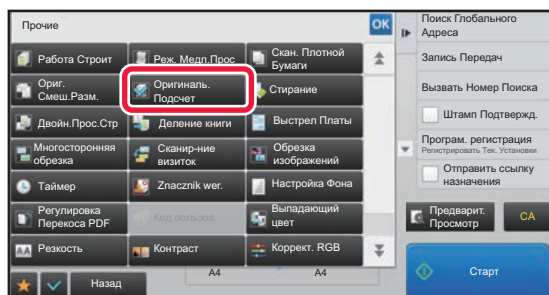 Прочие
OK
Работа Строит
Реж. Медл.Прос
Скан. Плотной
Бумаги
Ориг.
Смеш.Разм.
Оригиналь.
Подсчет
Стирание
Двойн.Прос.Стр
Деление книги
Выстрел Платы
Многосторонняя
обрезка
Сканир-ние
визиток
Обрезка
изображений
Таймер
Znacznik wer.
Настройка Фона
Регулировка
Перекоса PDF
Код пользов.
Выпадающий
цвет
Резкость
Контраст
Коррект. RGB
Назад
A4
A4
Поиск Глобального
Адреса
Запись Передач
Вызвать Номер Поиска
Штамп Подтвержд.
Програм. регистрация
Регистрировать Тек. Установки
Отправить ссылку
назначения
Предварит.
Просмотр
CA
Старт